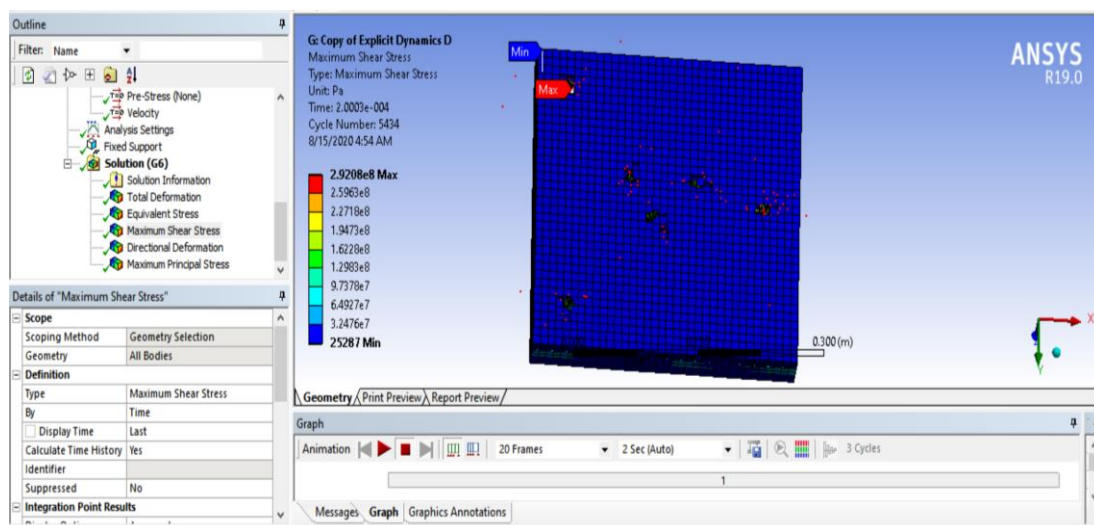 Outline
Filter: Name
Pre-Stress (None)
Velocity
Analysis Settings
Fixed Support
Solution (G6)
Solution Information
Total Deformation
Equivalent Stress
Maximum Shear Stress
Directional Deformation
Maximum Principal Stress
Details of "Maximum Shear Stress"
Scope
Scoping Method Geometry Selection
Geometry All Bodies
Definition
Type Maximum Shear Stress
By Time
Display Time Last
Calculate Time History Yes
Identifier
Suppressed No
Integration Point Results
G: Copy of Explicit Dynamics D
Maximum Shear Stress
Type: Maximum Shear Stress
Unit: Pa
Time: 2.0003e-004
Cycle Number: 5434
8/15/2020 4:54 AM
2.9208e8 Max
2.5963e8
2.2718e8
1.9473e8
1.6228e8
1.2983e8
9.7378e7
6.4927e7
3.2476e7
25287 Min
Min
Max
ANSYS
R19.0
0.300 (m)
X
Y
Geometry Print Preview Report Preview
Graph
Animation 20 Frames 2 Sec (Auto) 3 Cycles
1
Messages Graph Graphics Annotations